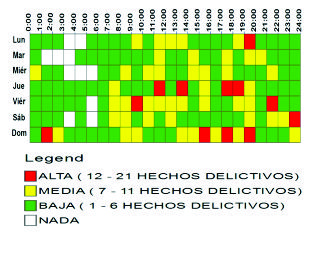 0:00 1:00 2:00 3:00 4:00 5:00 6:00 7:00 8:00 9:00 10:00 11:00 12:00 13:00 14:00 15:00 16:00 17:00 18:00 19:00 20:00 21:00 22:00 23:00 24:00
Lun
Mar
Miér
Jue
Viér
Sáb
Dom
Legend
ALTA ( 12 - 21 HECHOS DELICTIVOS)
MEDIA ( 7 - 11 HECHOS DELICTIVOS)
BAJA ( 1 - 6 HECHOS DELICTIVOS)
NADA